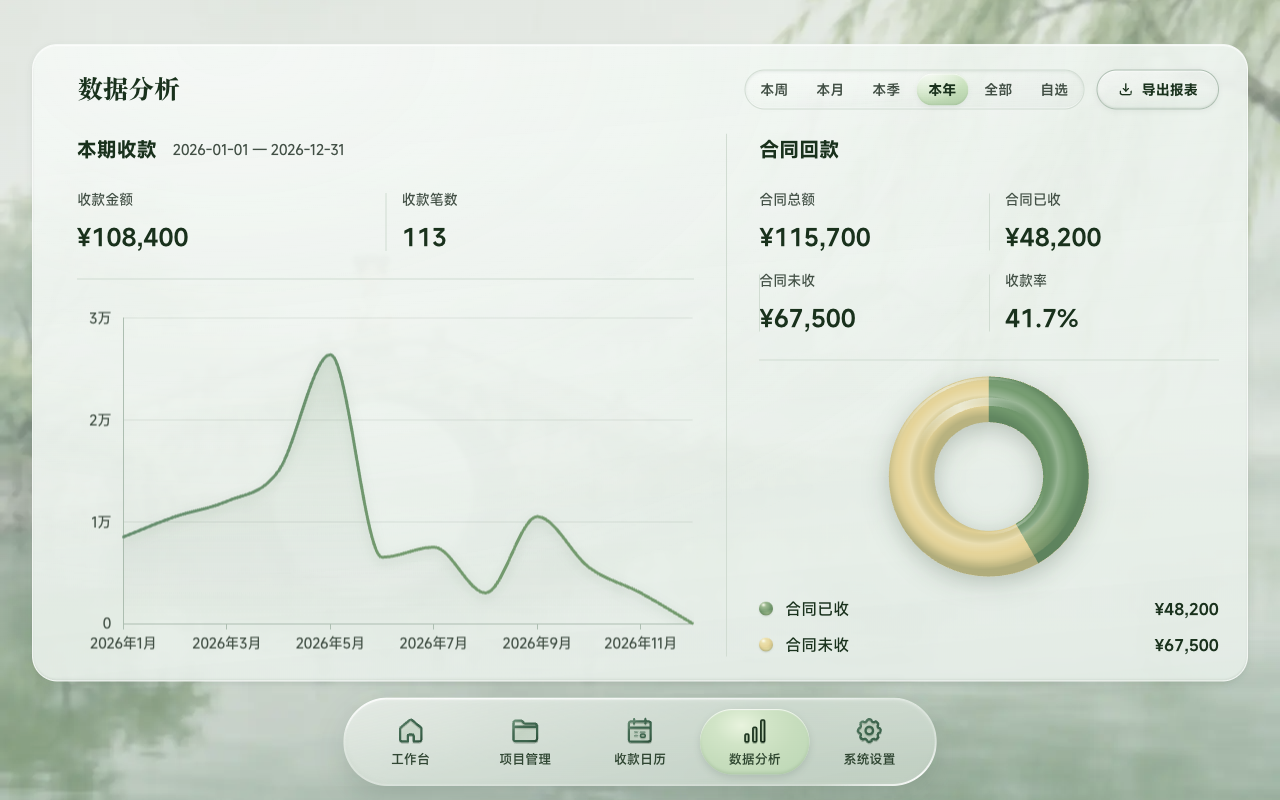 数据分析
本周 本月 本季 本年 全部 自选 导出报表
本期收款 2026-01-01 — 2026-12-31
收款金额 收款笔数
¥108,400 113
3万
2万
1万
0
2026年1月 2026年3月 2026年5月 2026年7月 2026年9月 2026年11月
合同回款
合同总额 合同已收
¥115,700 ¥48,200
合同未收 收款率
¥67,500 41.7%
合同已收 ¥48,200
合同未收 ¥67,500
工作台 项目管理 收款日历 数据分析 系统设置